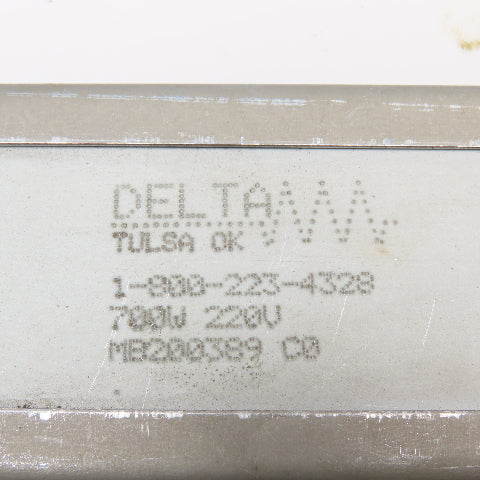 DELTA
TULSA OK
1-800-223-4328
700W 220V
MB200389 C0